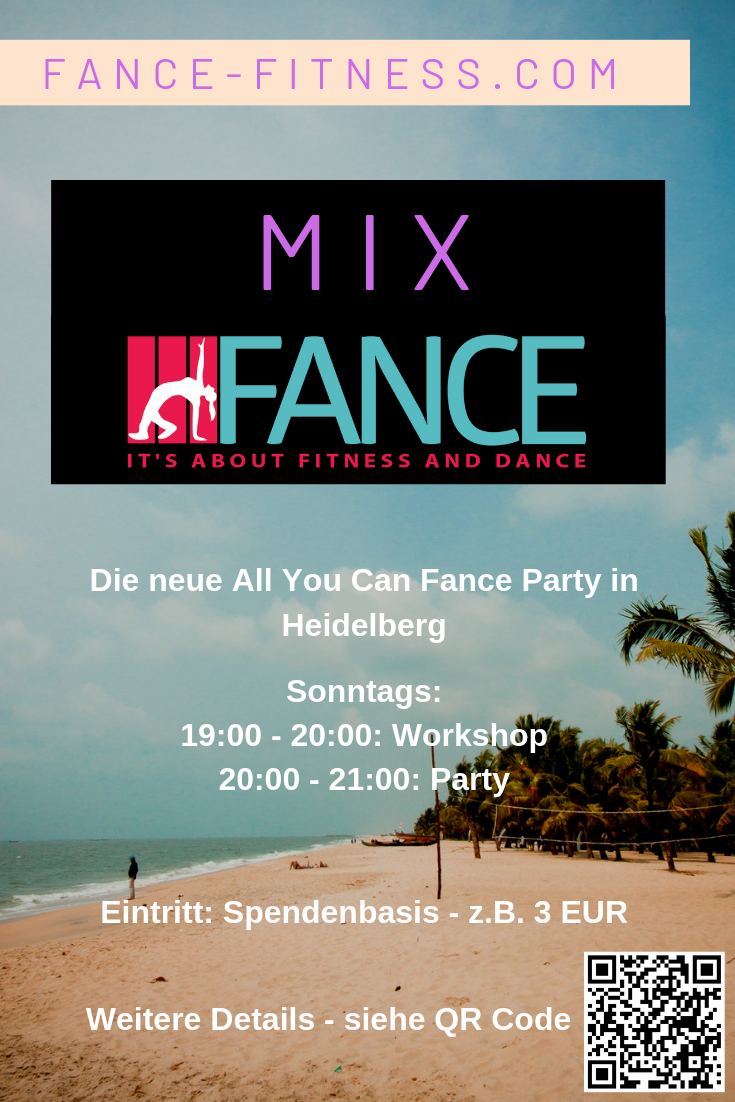 FANCE-FITNESS.COM
MIX
FANCE
IT'S ABOUT FITNESS AND DANCE
Die neue All You Can Fance Party in
Heidelberg
Sonntags:
19:00 - 20:00: Workshop
20:00 - 21:00: Party
Eintritt: Spendenbasis - z.B. 3 EUR
Weitere Details - siehe QR Code